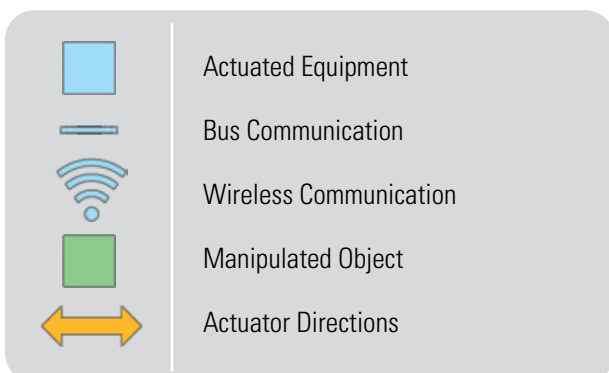 Actuated Equipment
Bus Communication
Wireless Communication
Manipulated Object
Actuator Directions